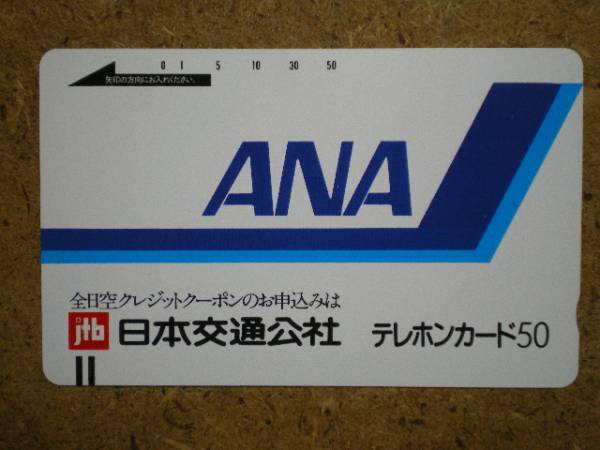 0 1 5 10 30 50
矢印の方向にお入れください。
ANA
全日空クレジットクーポンのお申込みは
jtb 日本交通公社 テレホンカード50